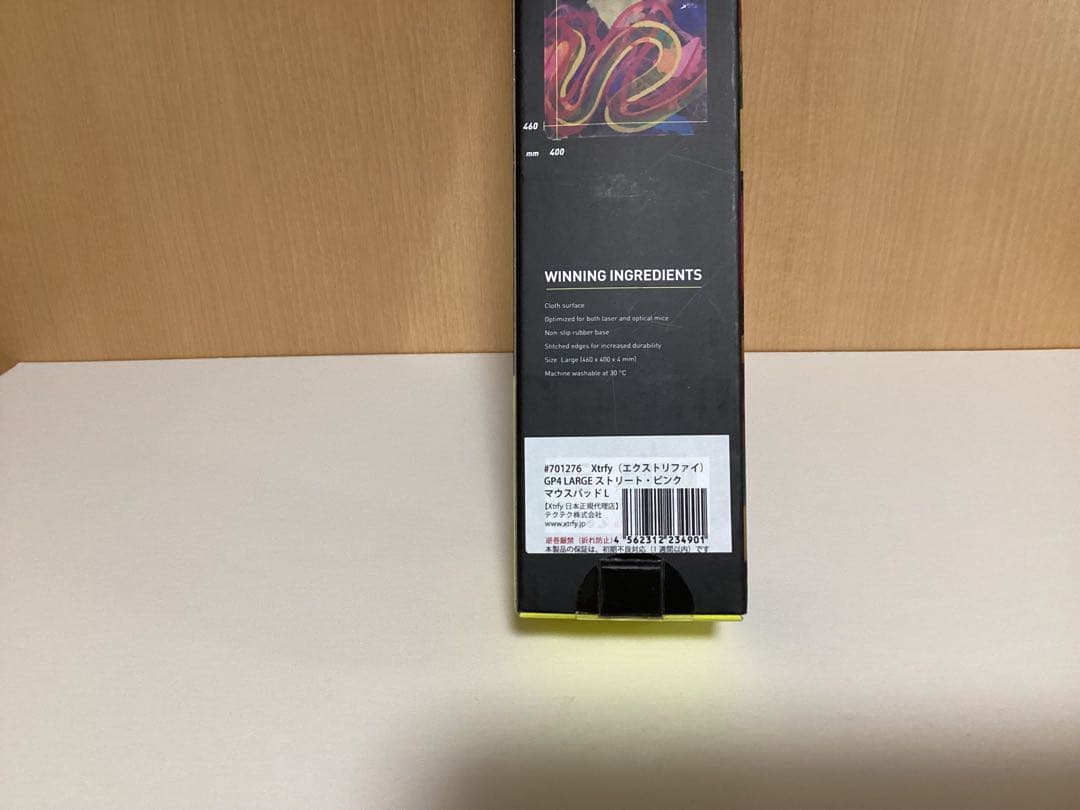 460
mm 400
WINNING INGREDIENTS
Cloth surface
Optimized for both laser and optical mice
Non-slip rubber base
Stitched edges for increased durability
Size: Large (460 x 400 x 4 mm)
Machine washable at 30 °C
#701276 Xtrfy（エクストリファイ）
GP4 LARGE ストリート・ピンク
マウスパッド L
【Xtrfy 日本正規代理店】
テクテク株式会社
www.xtrfy.jp
逆巻厳禁（折れ防止）
4 562312 234901
本製品の保証は、初期不良対応（1週間以内）です